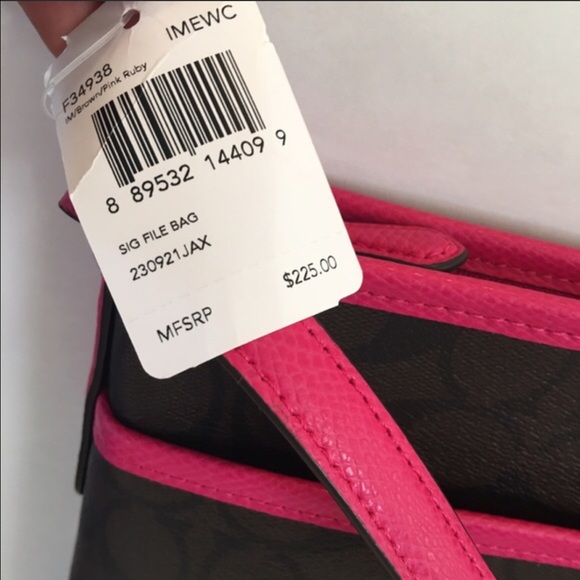 IMEWC
F34938
IM/Brown/Pink Ruby
8 89532 14409 9
SIG FILE BAG
230921JAX
$225.00
MFSRP